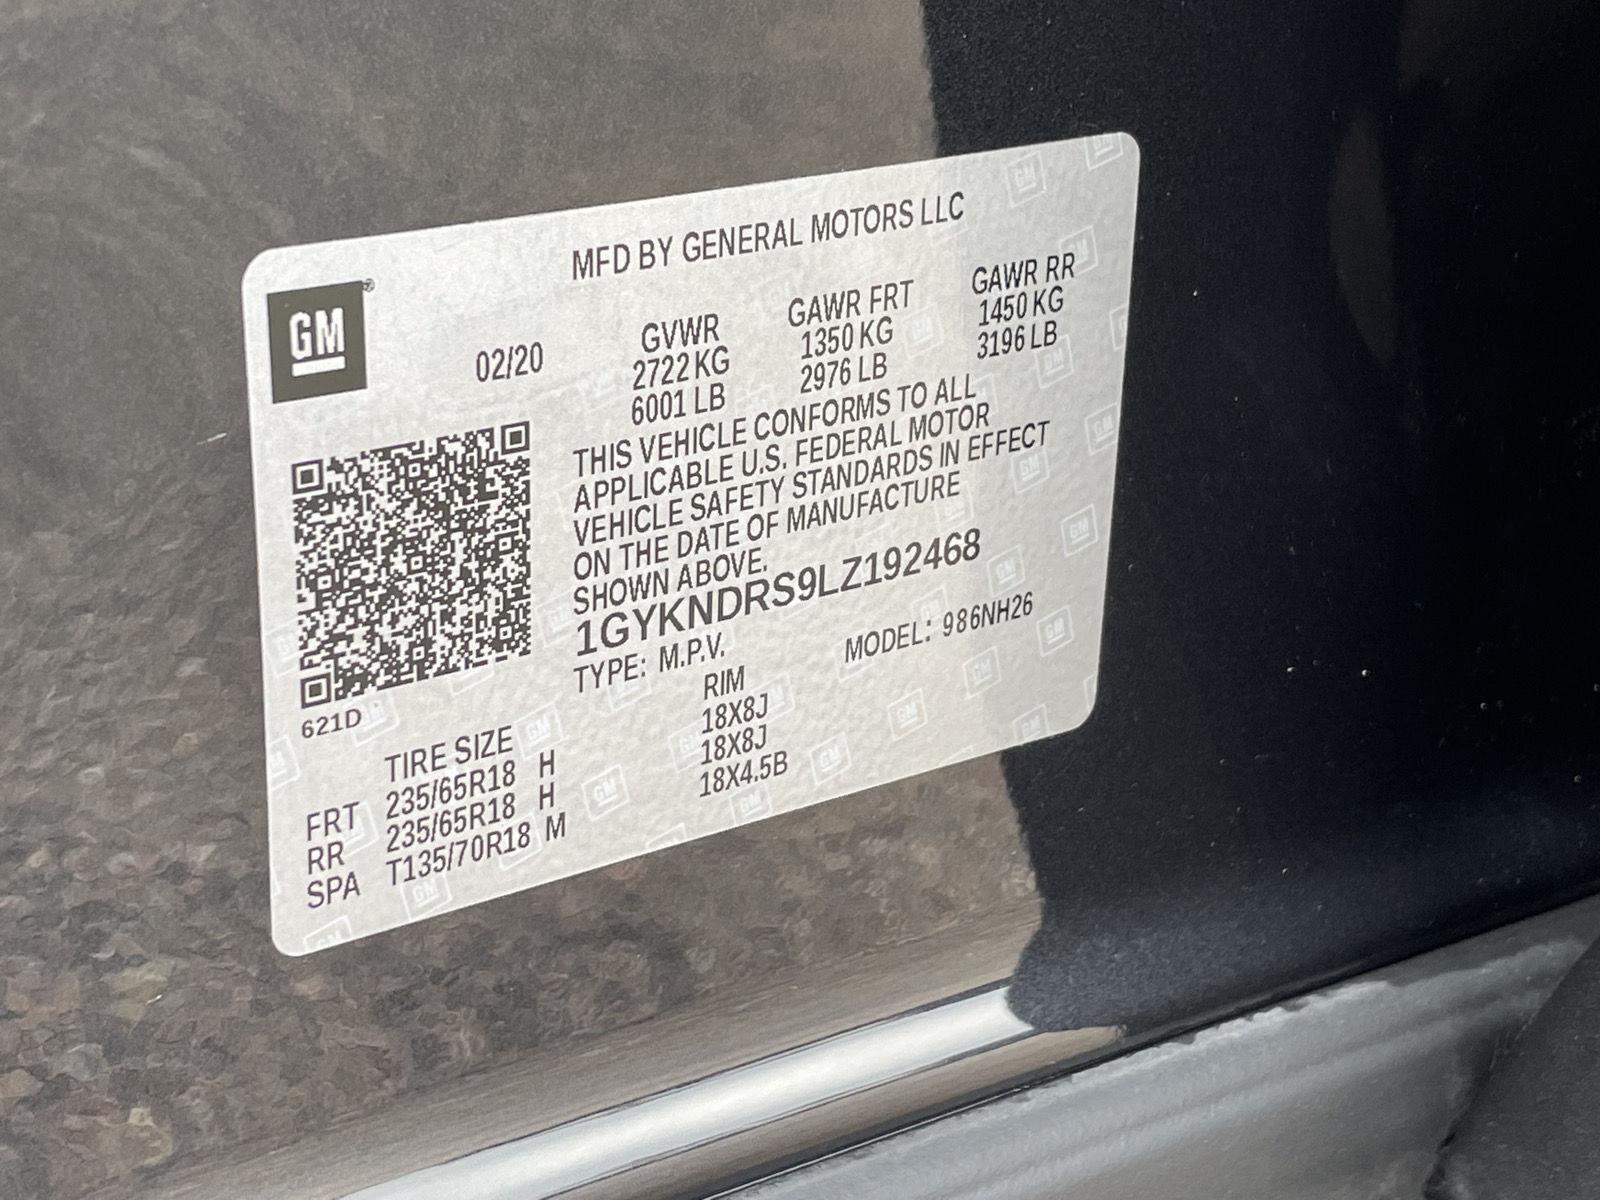 MFD BY GENERAL MOTORS LLC
GM
02/20
GVWR
2722 KG
6001 LB
GAWR FRT
1350 KG
2976 LB
GAWR RR
1450 KG
3196 LB
THIS VEHICLE CONFORMS TO ALL
APPLICABLE U.S. FEDERAL MOTOR
VEHICLE SAFETY STANDARDS IN EFFECT
ON THE DATE OF MANUFACTURE
SHOWN ABOVE.
1GYKNDRS9LZ192468
TYPE: M.P.V. MODEL: 986NH26
621D
TIRE SIZE RIM
FRT 235/65R18 H 18X8J
RR 235/65R18 H 18X8J
SPA T135/70R18 M 18X4.5B